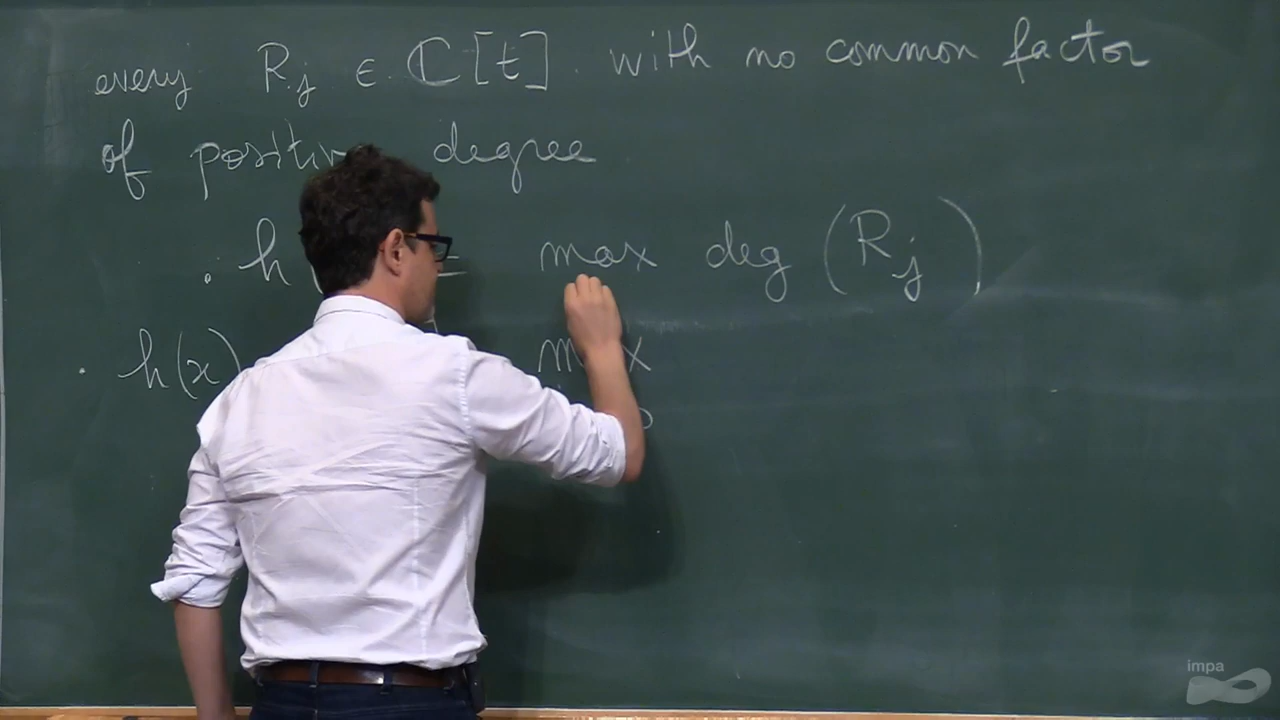 every R_j ∈ ℂ[t] with no common factor
of positive degree
· h( = max deg (R_j)
· h(x) max
impa